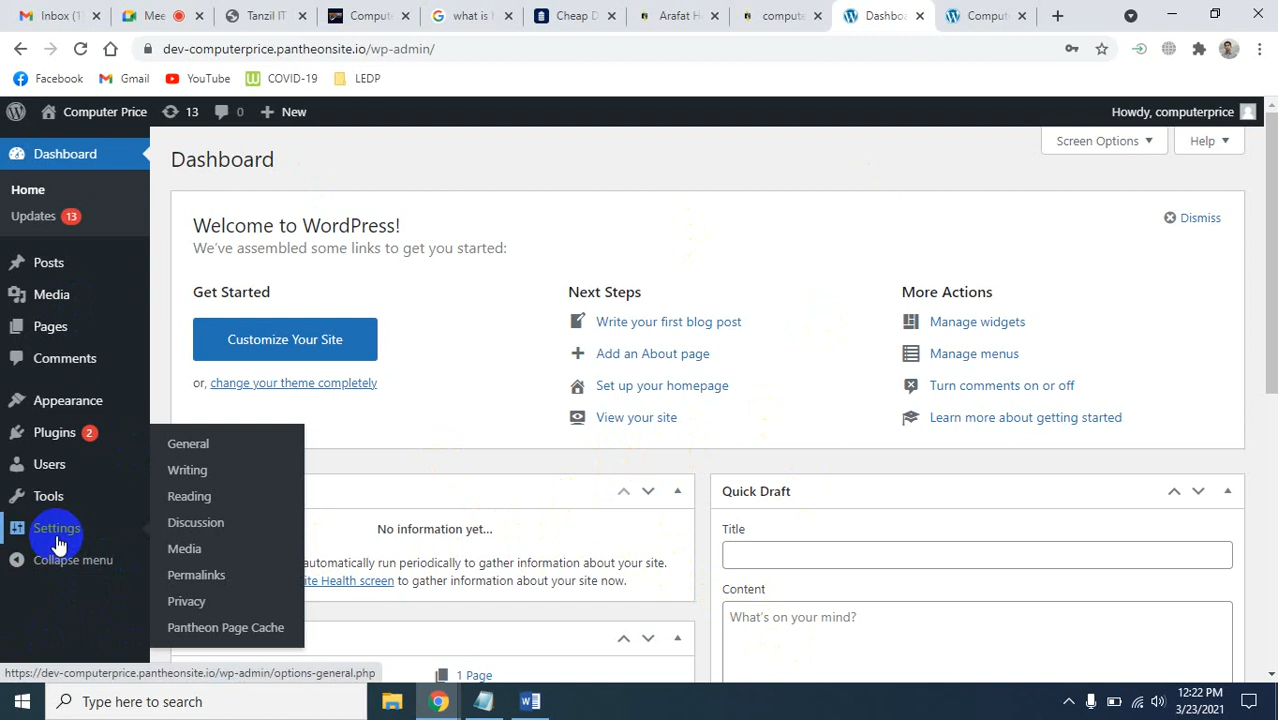 Inbox (
Mee
Tanzil IT
Compute
what is h
Cheap D
Arafat H
compute
Dashboa
Comput
dev-computerprice.pantheonsite.io/wp-admin/
Facebook
Gmail
YouTube
COVID-19
LEDP
Computer Price
13
0
New
Howdy, computerprice
Dashboard
Home
Updates 13
Posts
Media
Pages
Comments
Appearance
Plugins 2
Users
Tools
Settings
Collapse menu
General
Writing
Reading
Discussion
Media
Permalinks
Privacy
Pantheon Page Cache
Dashboard
Screen Options
Help
Welcome to WordPress!
Dismiss
We've assembled some links to get you started:
Get Started
Customize Your Site
or, change your theme completely
Next Steps
Write your first blog post
Add an About page
Set up your homepage
View your site
More Actions
Manage widgets
Manage menus
Turn comments on or off
Learn more about getting started
No information yet...
automatically run periodically to gather information about your site.
ite Health screen to gather information about your site now.
1 Page
Quick Draft
Title
Content
What's on your mind?
https://dev-computerprice.pantheonsite.io/wp-admin/options-general.php
Type here to search
12:22 PM
3/23/2021